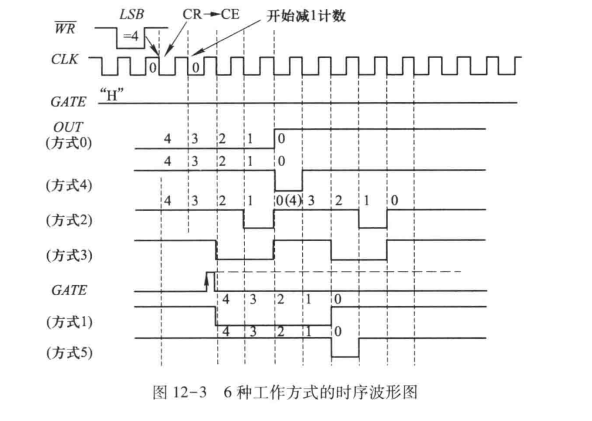 LSB CR→CE 开始减1计数
WR
=4
CLK
0 0
GATE "H"
OUT
(方式0) 4 3 2 1 0
4 3 2 1 0
(方式4)
4 3 2 1 0(4) 3 2 1 0
(方式2)
(方式3)
GATE
4 3 2 1 0
(方式1)
4 3 2 1 0
(方式5)
图 12-3 6 种工作方式的时序波形图